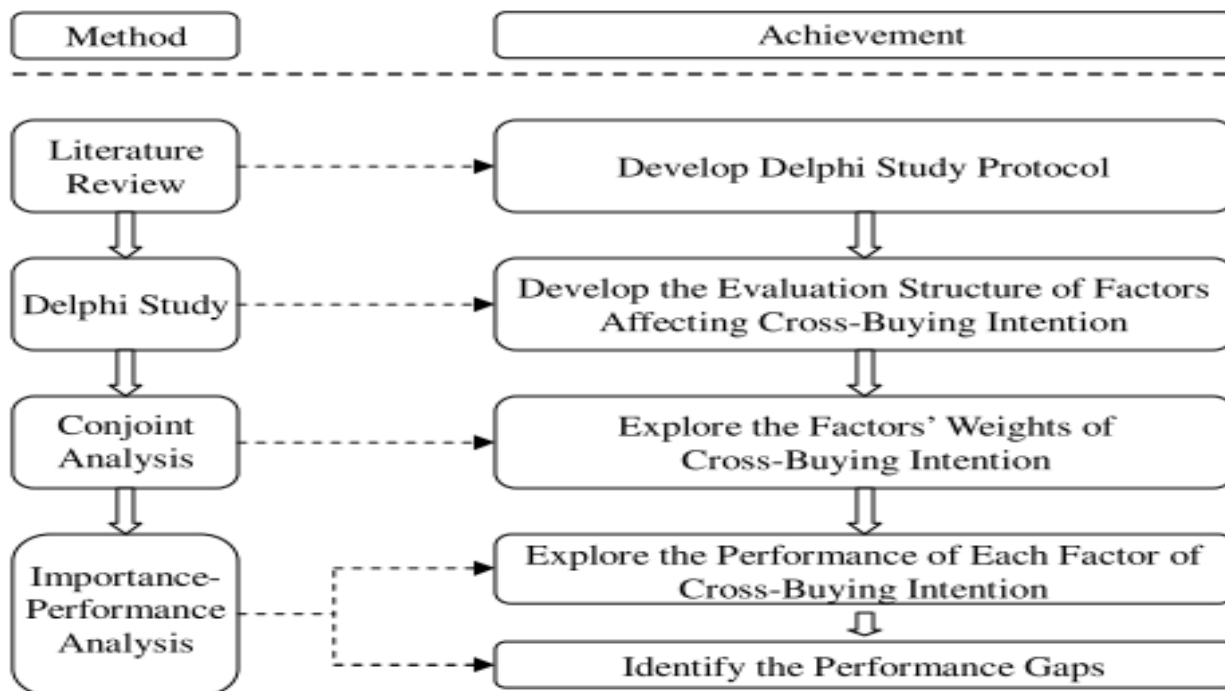 Method
Achievement
Literature
Review
Develop Delphi Study Protocol
Delphi Study
Develop the Evaluation Structure of Factors
Affecting Cross-Buying Intention
Conjoint
Analysis
Explore the Factors’ Weights of
Cross-Buying Intention
Importance-
Performance
Analysis
Explore the Performance of Each Factor of
Cross-Buying Intention
Identify the Performance Gaps